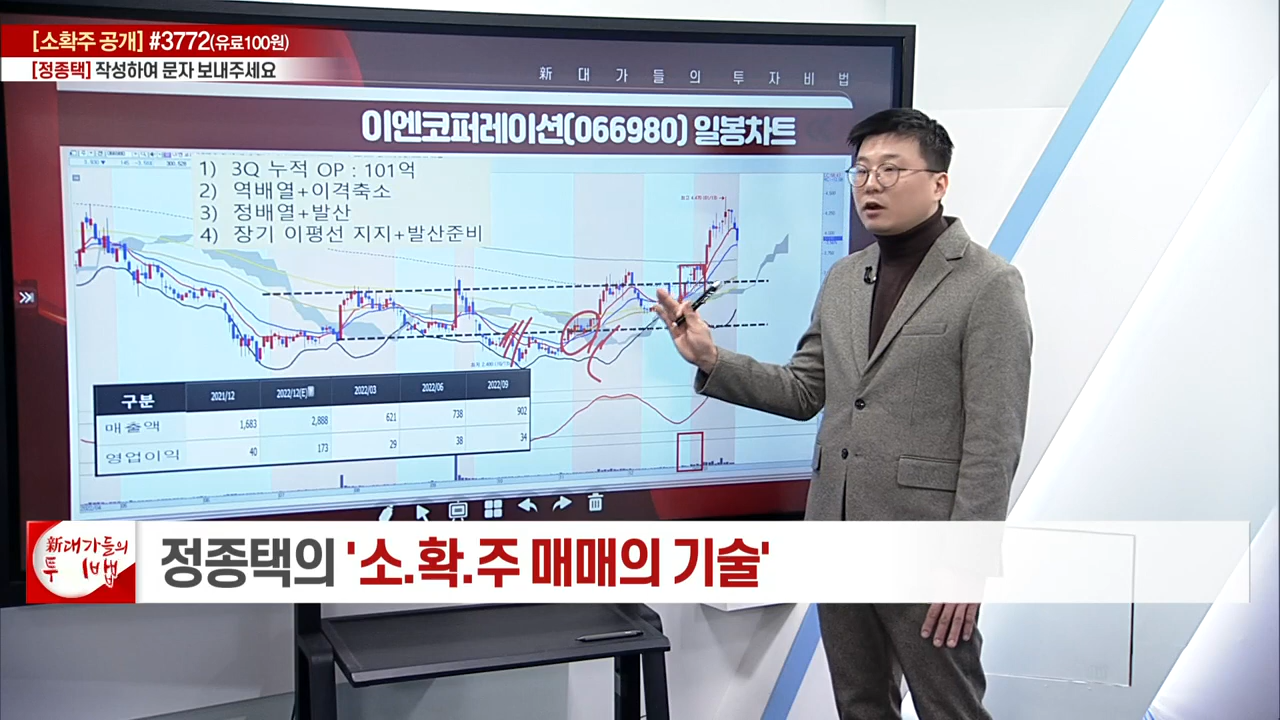 [소확주 공개] #3772(유료100원)
[정종택] 작성하여 문자 보내주세요
新 대 가 들 의 투 자 비 법
이엔코퍼레이션(066980) 일봉차트
1) 3Q 누적 OP : 101억
2) 역배열+이격축소
3) 정배열+발산
4) 장기 이평선 지지+발산준비
구분 2021/12 2022/12(E) 2022/03 2022/06 2022/09
매출액 1,683 2,888 621 738 902
영업이익 40 173 29 38 34
新대가들의
투 비법
정종택의 '소.확.주 매매의 기술'